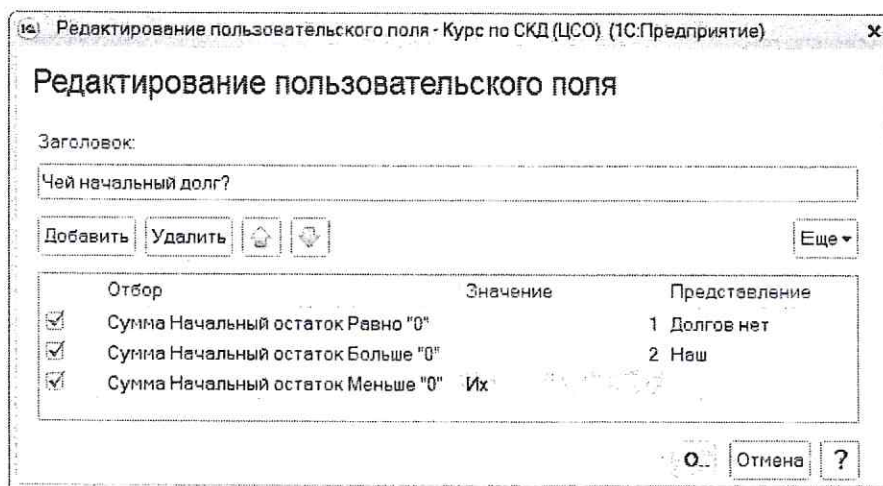 1С Редактирование пользовательского поля - Курс по СКД (ЦСО) (1С:Предприятие) ×
Редактирование пользовательского поля
Заголовок:
Чей начальный долг?
Добавить Удалить Еще
Отбор Значение Представление
Сумма Начальный остаток Равно "0" 1 Долгов нет
Сумма Начальный остаток Больше "0" 2 Наш
Сумма Начальный остаток Меньше "0" Их
О... Отмена ?